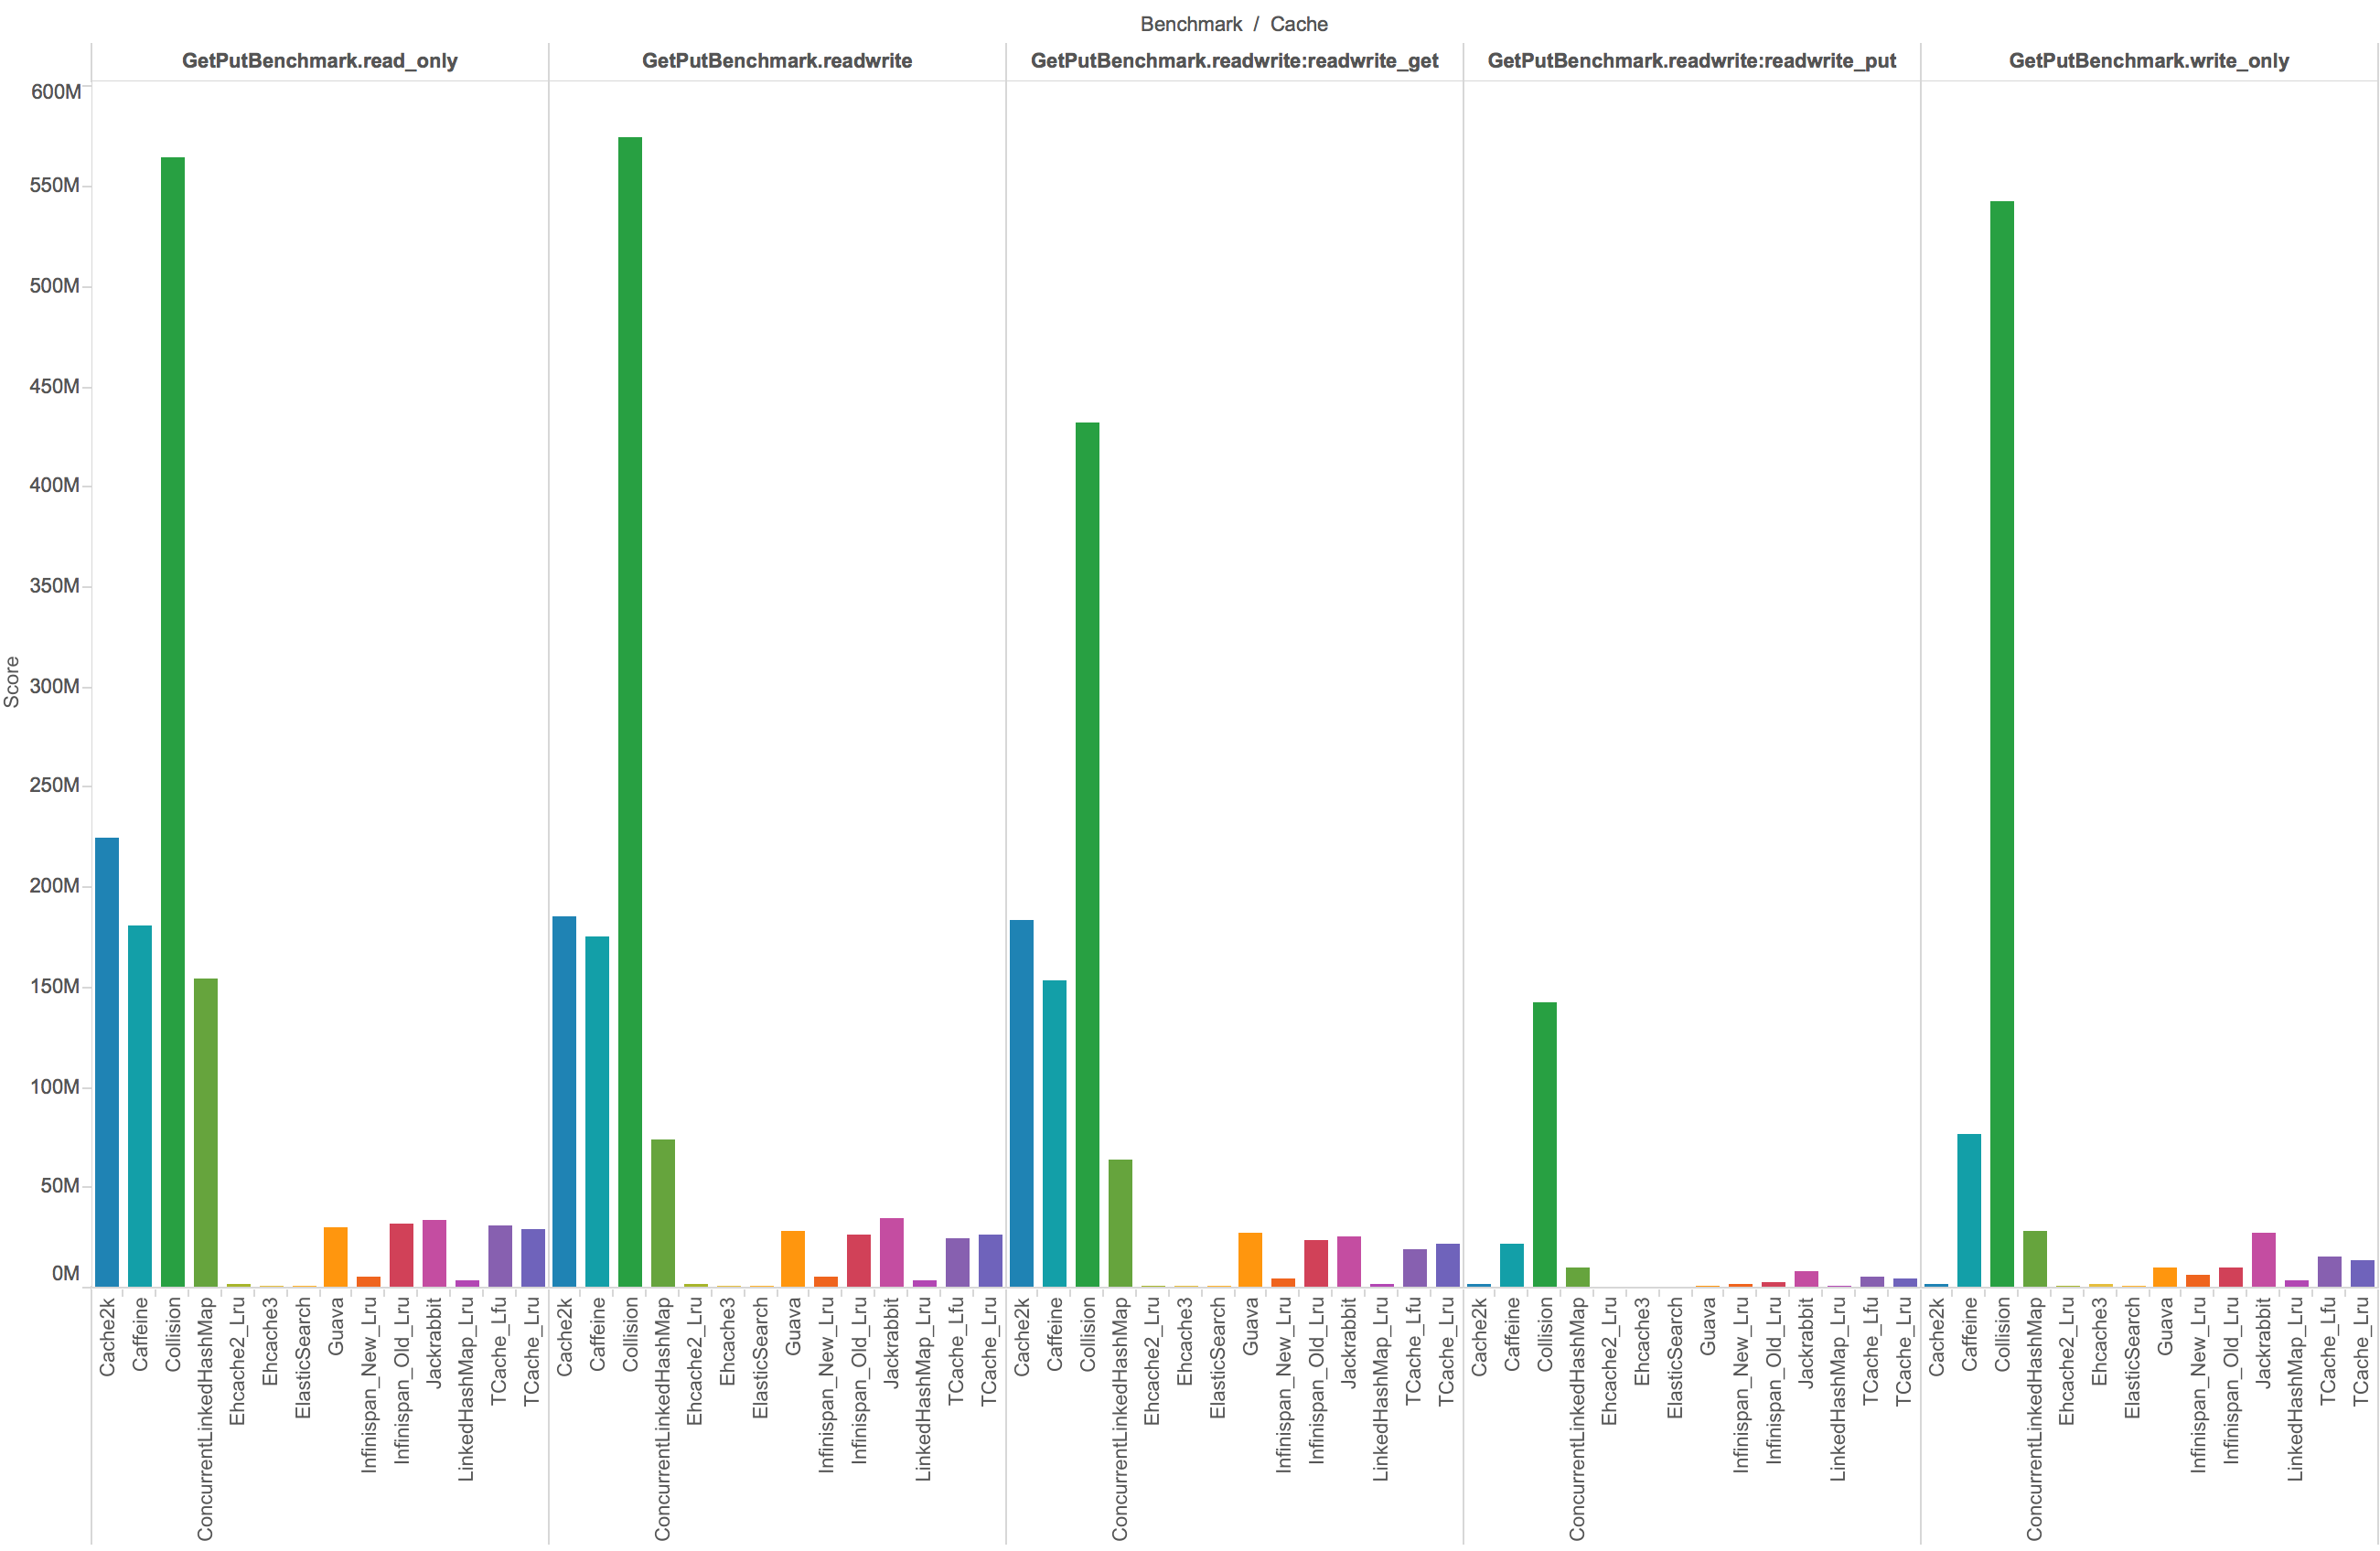 Benchmark / Cache
GetPutBenchmark.read_only
GetPutBenchmark.readwrite
GetPutBenchmark.readwrite:readwrite_get
GetPutBenchmark.readwrite:readwrite_put
GetPutBenchmark.write_only
Score
600M
550M
500M
450M
400M
350M
300M
250M
200M
150M
100M
50M
0M
Cache2k
Caffeine
Collision
ConcurrentLinkedHashMap
Ehcache2_Lru
Ehcache3
ElasticSearch
Guava
Infinispan_New_Lru
Infinispan_Old_Lru
Jackrabbit
LinkedHashMap_Lru
TCache_Lfu
TCache_Lru
Cache2k
Caffeine
Collision
ConcurrentLinkedHashMap
Ehcache2_Lru
Ehcache3
ElasticSearch
Guava
Infinispan_New_Lru
Infinispan_Old_Lru
Jackrabbit
LinkedHashMap_Lru
TCache_Lfu
TCache_Lru
Cache2k
Caffeine
Collision
ConcurrentLinkedHashMap
Ehcache2_Lru
Ehcache3
ElasticSearch
Guava
Infinispan_New_Lru
Infinispan_Old_Lru
Jackrabbit
LinkedHashMap_Lru
TCache_Lfu
TCache_Lru
Cache2k
Caffeine
Collision
ConcurrentLinkedHashMap
Ehcache2_Lru
Ehcache3
ElasticSearch
Guava
Infinispan_New_Lru
Infinispan_Old_Lru
Jackrabbit
LinkedHashMap_Lru
TCache_Lfu
TCache_Lru
Cache2k
Caffeine
Collision
ConcurrentLinkedHashMap
Ehcache2_Lru
Ehcache3
ElasticSearch
Guava
Infinispan_New_Lru
Infinispan_Old_Lru
Jackrabbit
LinkedHashMap_Lru
TCache_Lfu
TCache_Lru